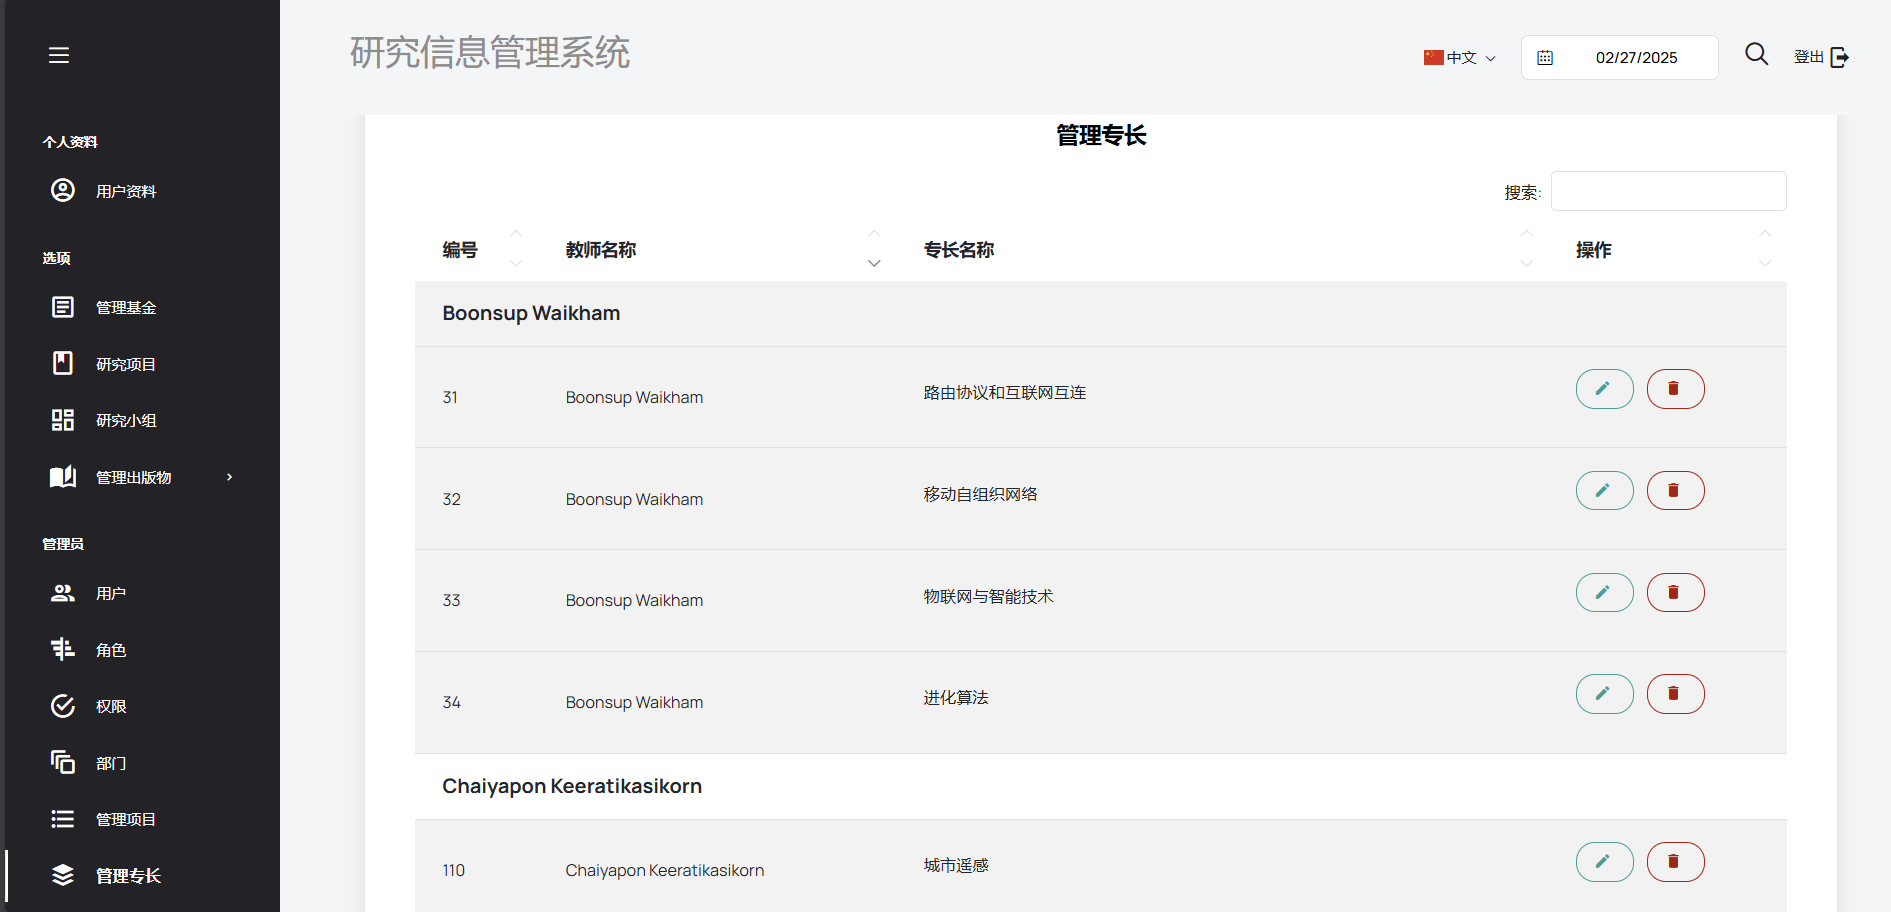 研究信息管理系统
中文
02/27/2025
登出
个人资料
用户资料
选项
管理基金
研究项目
研究小组
管理出版物
管理员
用户
角色
权限
部门
管理项目
管理专长
管理专长
搜索:
编号 教师名称 专长名称 操作
Boonsup Waikham
31 Boonsup Waikham 路由协议和互联网互连
32 Boonsup Waikham 移动自组织网络
33 Boonsup Waikham 物联网与智能技术
34 Boonsup Waikham 进化算法
Chaiyapon Keeratikasikorn
110 Chaiyapon Keeratikasikorn 城市遥感